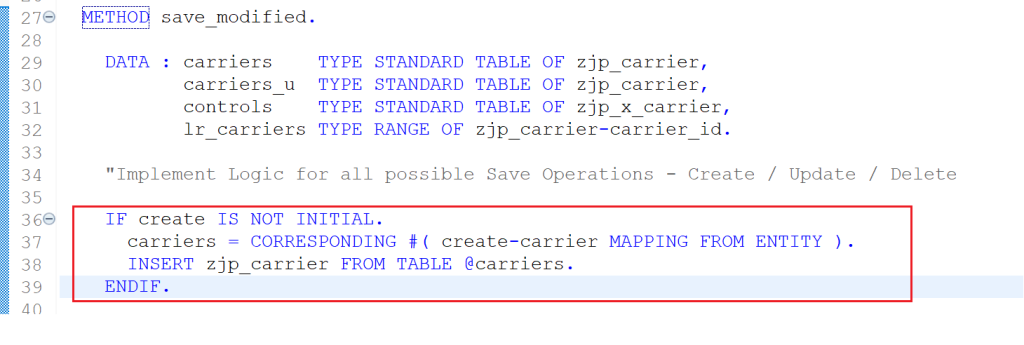 27 METHOD save_modified.
28
29 DATA : carriers TYPE STANDARD TABLE OF zjp_carrier,
30 carriers_u TYPE STANDARD TABLE OF zjp_carrier,
31 controls TYPE STANDARD TABLE OF zjp_x_carrier,
32 lr_carriers TYPE RANGE OF zjp_carrier-carrier_id.
33
34 "Implement Logic for all possible Save Operations - Create / Update / Delete
35
36 IF create IS NOT INITIAL.
37 carriers = CORRESPONDING #( create-carrier MAPPING FROM ENTITY ).
38 INSERT zjp_carrier FROM TABLE @carriers.
39 ENDIF.
40